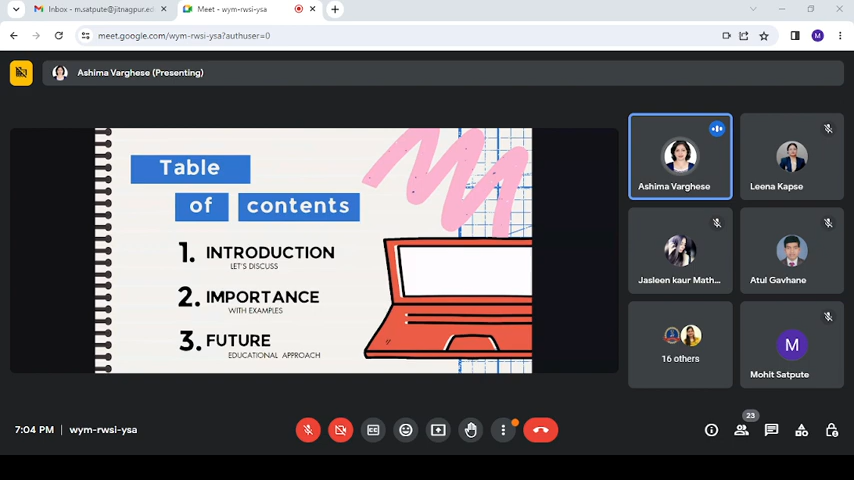 Inbox - m.satpute@jitnagpur.ed
Meet - wym-rwsi-ysa
meet.google.com/wym-rwsi-ysa?authuser=0
M
Ashima Varghese (Presenting)
Table
of contents
1. INTRODUCTION
LET'S DISCUSS
2. IMPORTANCE
WITH EXAMPLES
3. FUTURE
EDUCATIONAL APPROACH
Ashima Varghese
Leena Kapse
Jasleen kaur Math...
Atul Gavhane
16 others
M
Mohit Satpute
7:04 PM | wym-rwsi-ysa
CC
23